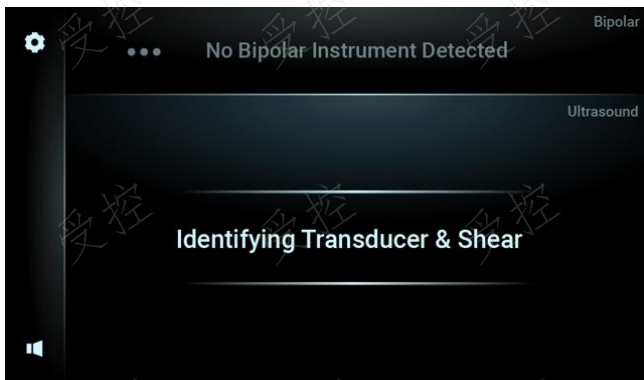 Bipolar
No Bipolar Instrument Detected
Ultrasound
Identifying Transducer & Shear
受控 受控 受控
受控 受控 受控